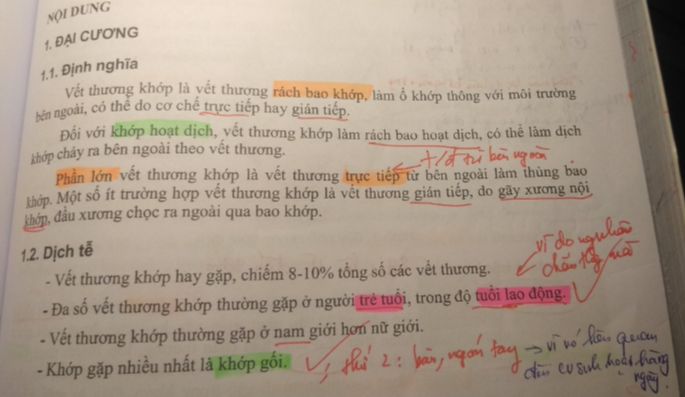 NỘI DUNG
1. ĐẠI CƯƠNG
1.1. Định nghĩa
Vết thương khớp là vết thương rách bao khớp, làm ổ khớp thông với môi trường
bên ngoài, có thể do cơ chế trực tiếp hay gián tiếp.
Đối với khớp hoạt dịch, vết thương khớp làm rách bao hoạt dịch, có thể làm dịch
khớp chảy ra bên ngoài theo vết thương.
từ bên ngoài
Phần lớn vết thương khớp là vết thương trực tiếp từ bên ngoài làm thủng bao
khớp. Một số ít trường hợp vết thương khớp là vết thương gián tiếp, do gãy xương nội
khớp, đầu xương chọc ra ngoài qua bao khớp.
1.2. Dịch tễ
vì do
- Vết thương khớp hay gặp, chiếm 8-10% tổng số các vết thương.
- Đa số vết thương khớp thường gặp ở người trẻ tuổi, trong độ tuổi lao động.
- Vết thương khớp thường gặp ở nam giới hơn nữ giới.
- Khớp gặp nhiều nhất là khớp gối. , thứ 2: bàn, ngón tay → vì nó liên quan
đến sinh hoạt hàng
ngày.